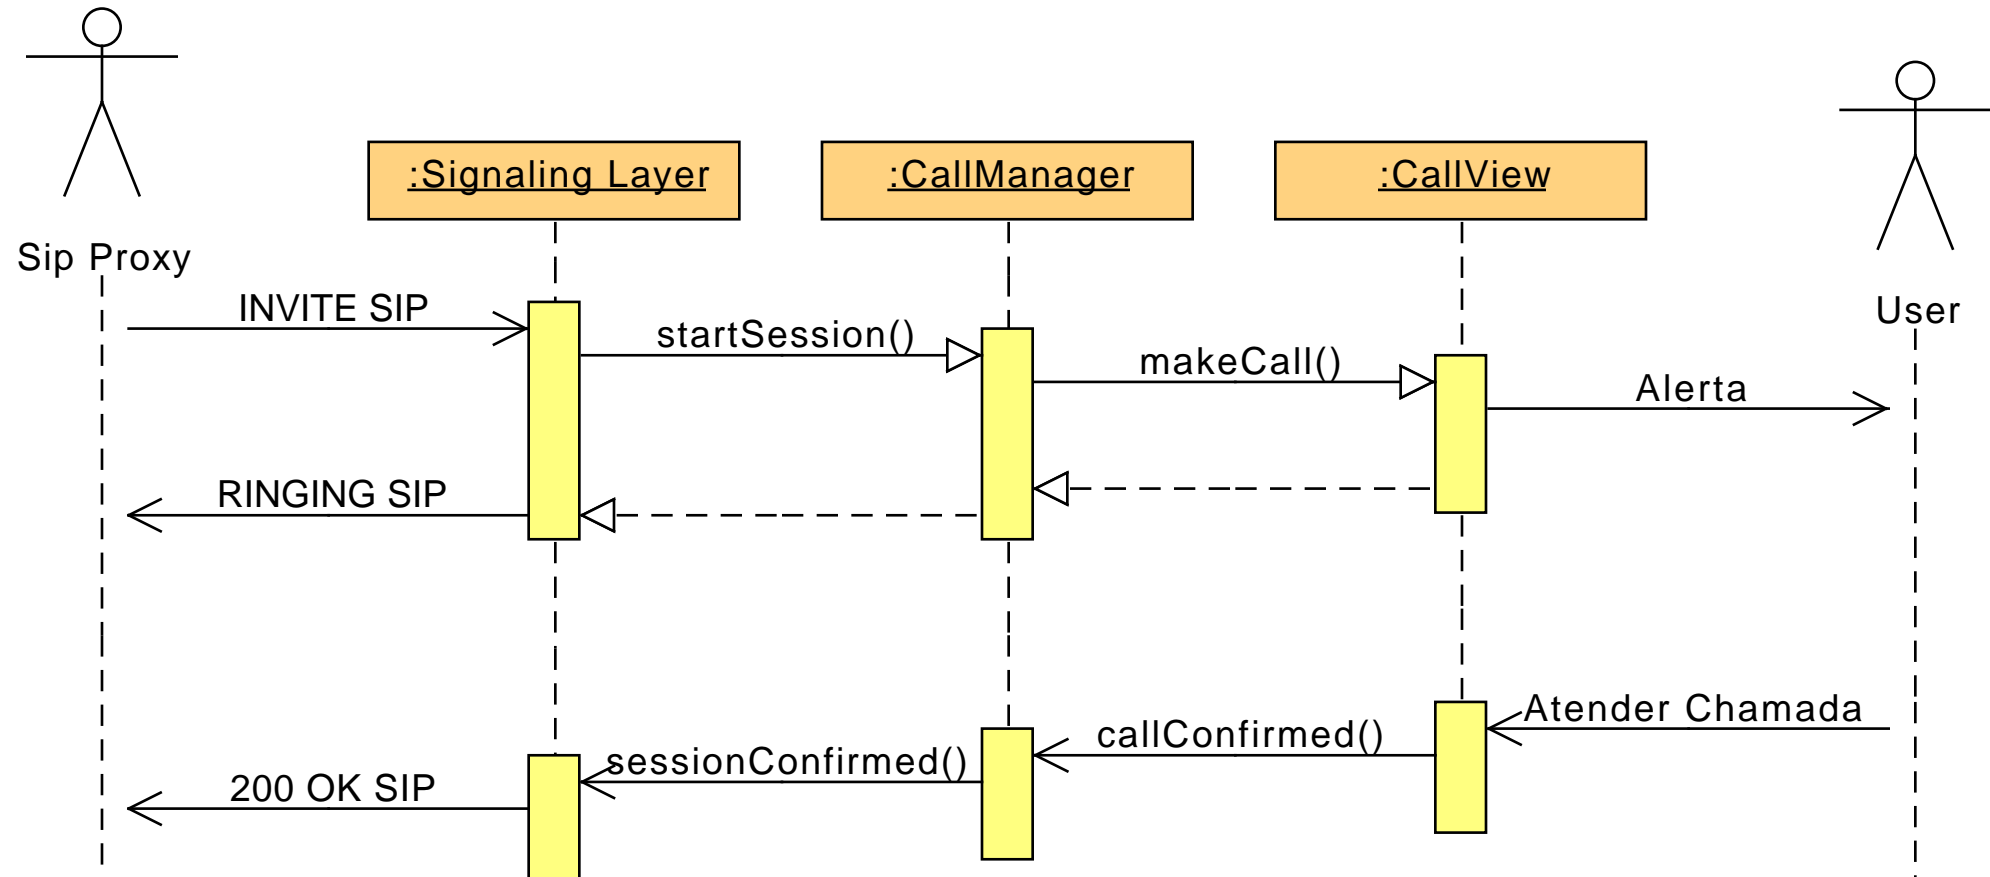 :Signaling Layer
:CallManager
:CallView
Sip Proxy
User
INVITE SIP
startSession()
makeCall()
Alerta
RINGING SIP
Atender Chamada
callConfirmed()
sessionConfirmed()
200 OK SIP